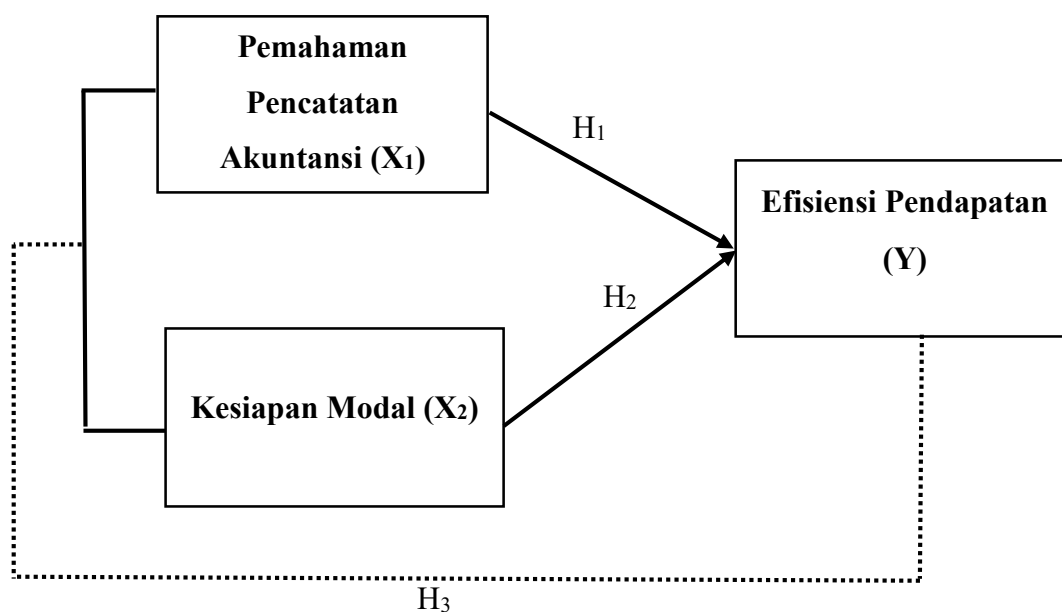 Pemahaman
Pencatatan
Akuntansi (X₁)
H₁
Efisiensi Pendapatan
(Y)
H₂
Kesiapan Modal (X₂)
H₃